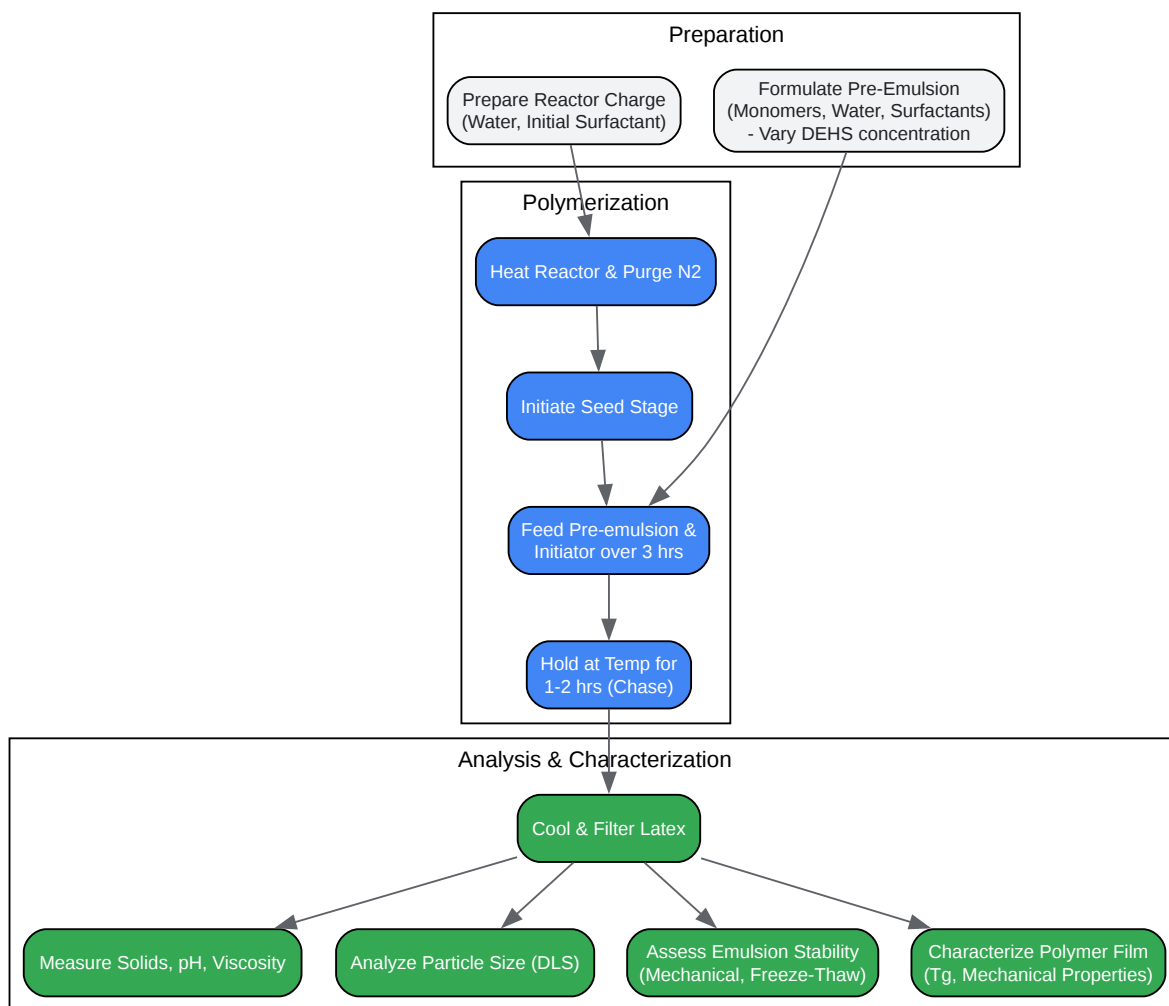 Preparation
Prepare Reactor Charge
(Water, Initial Surfactant)
Formulate Pre-Emulsion
(Monomers, Water, Surfactants)
- Vary DEHS concentration
Polymerization
Heat Reactor & Purge N2
Initiate Seed Stage
Feed Pre-emulsion &
Initiator over 3 hrs
Hold at Temp for
1-2 hrs (Chase)
Analysis & Characterization
Cool & Filter Latex
Measure Solids, pH, Viscosity
Analyze Particle Size (DLS)
Assess Emulsion Stability
(Mechanical, Freeze-Thaw)
Characterize Polymer Film
(Tg, Mechanical Properties)